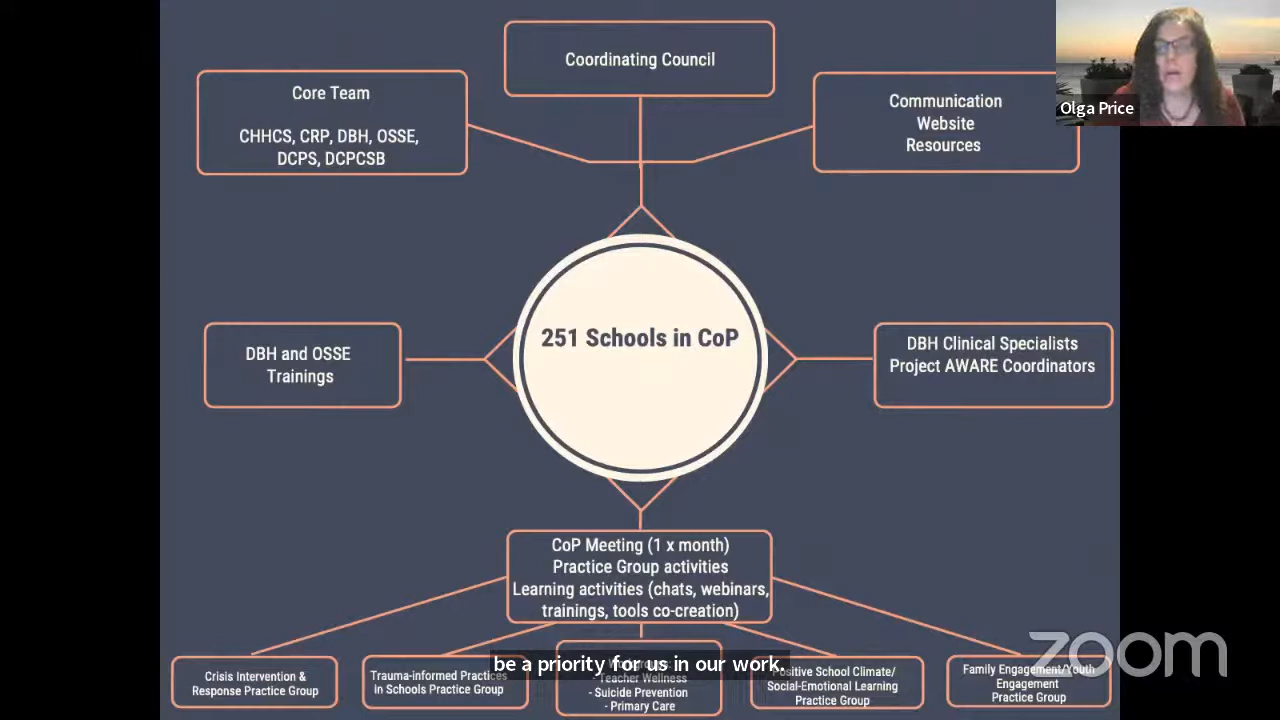 Coordinating Council
Core Team
CHHCS, CRP, DBH, OSSE,
DCPS, DCPCSB
Communication
Website
Resources
Olga Price
251 Schools in CoP
DBH and OSSE
Trainings
DBH Clinical Specialists
Project AWARE Coordinators
CoP Meeting (1 x month)
Practice Group activities
Learning activities (chats, webinars,
trainings, tools co-creation)
Crisis Intervention &
Response Practice Group
Trauma-informed Practices
in Schools Practice Group
- Teacher Wellness
- Suicide Prevention
- Primary Care
Positive School Climate/
Social-Emotional Learning
Practice Group
Family Engagement/Youth
Engagement
Practice Group
be a priority for us in our work.
zoom